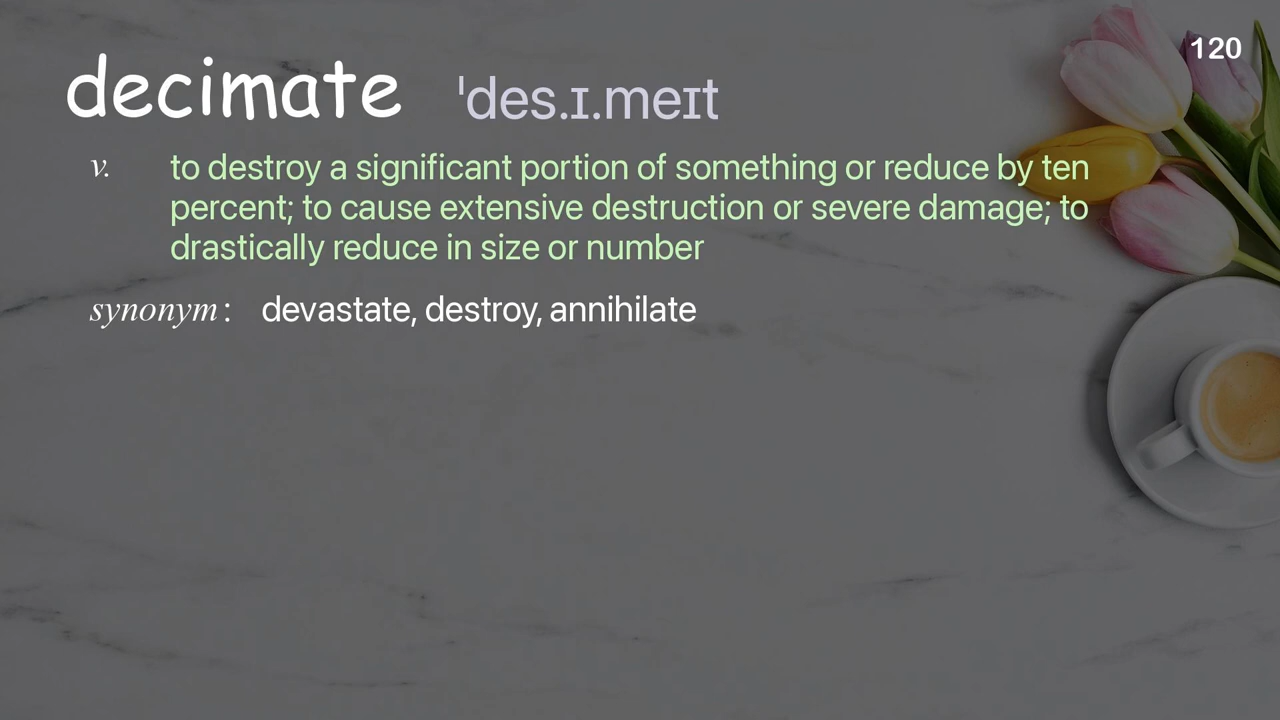 120
decimate ˈdes.ɪ.meɪt
v. to destroy a significant portion of something or reduce by ten
percent; to cause extensive destruction or severe damage; to
drastically reduce in size or number
synonym: devastate, destroy, annihilate